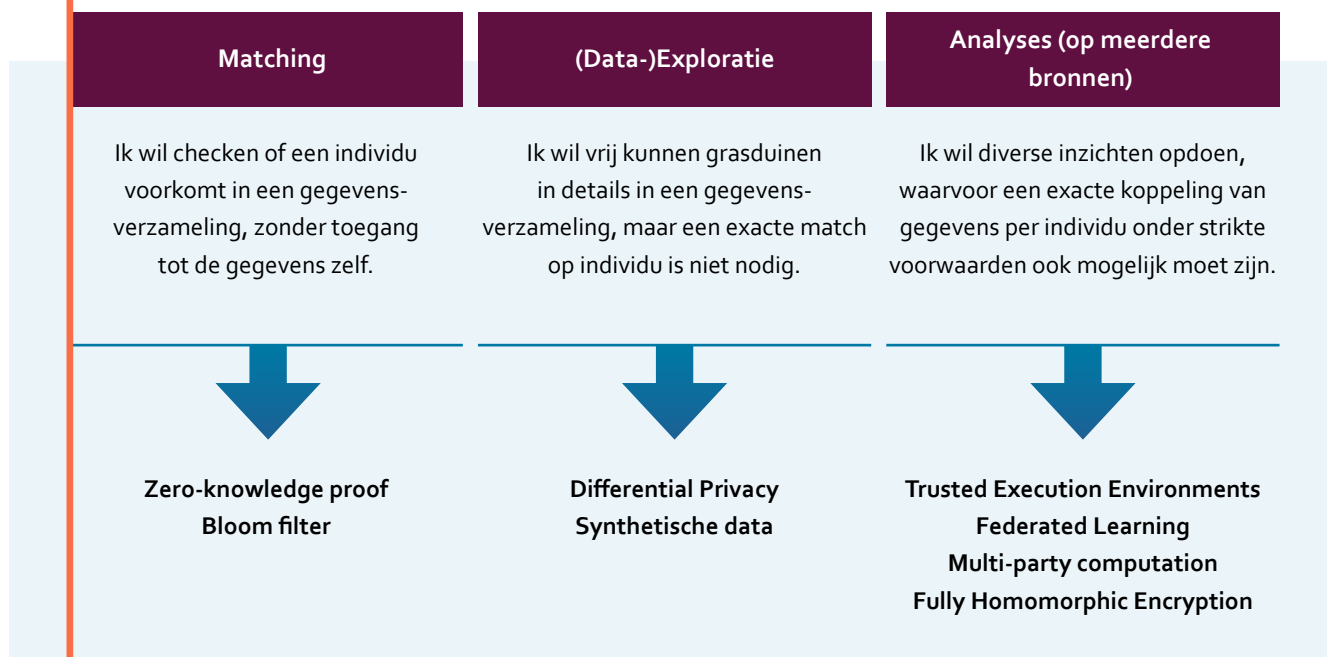 Matching
Ik wil checken of een individu
voorkomt in een gegevens-
verzameling, zonder toegang
tot de gegevens zelf.
Zero-knowledge proof
Bloom filter
(Data-)Exploratie
Ik wil vrij kunnen grasduinen
in details in een gegevens-
verzameling, maar een exacte match
op individu is niet nodig.
Differential Privacy
Synthetische data
Analyses (op meerdere
bronnen)
Ik wil diverse inzichten opdoen,
waarvoor een exacte koppeling van
gegevens per individu onder strikte
voorwaarden ook mogelijk moet zijn.
Trusted Execution Environments
Federated Learning
Multi-party computation
Fully Homomorphic Encryption